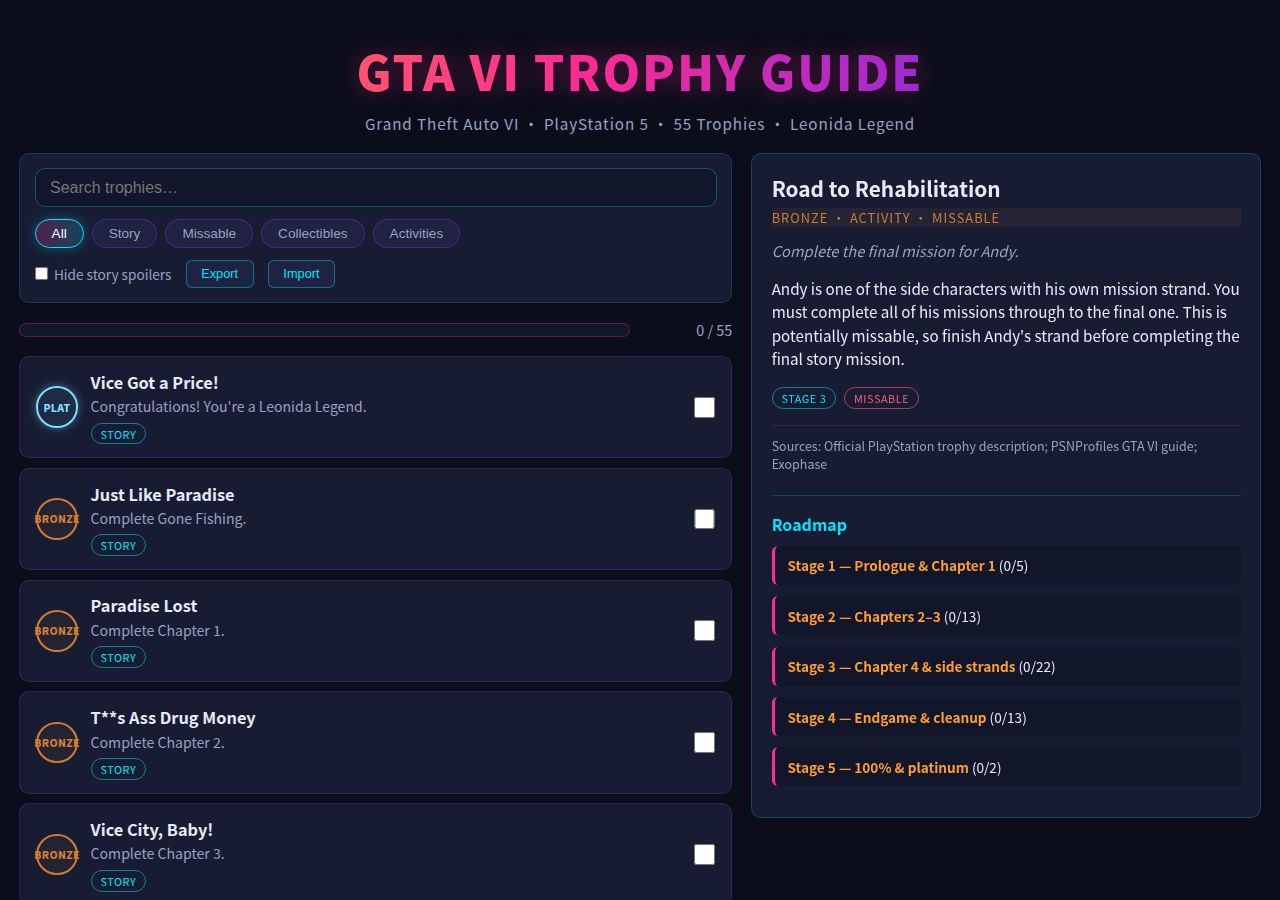 GTA VI TROPHY GUIDE
Grand Theft Auto VI • PlayStation 5 • 55 Trophies • Leonida Legend
Search trophies…
All
Story
Missable
Collectibles
Activities
Hide story spoilers
Export
Import
0 / 55
PLAT
Vice Got a Price!
Congratulations! You're a Leonida Legend.
STORY
BRONZE
Just Like Paradise
Complete Gone Fishing.
STORY
BRONZE
Paradise Lost
Complete Chapter 1.
STORY
BRONZE
T**s Ass Drug Money
Complete Chapter 2.
STORY
BRONZE
Vice City, Baby!
Complete Chapter 3.
STORY
Road to Rehabilitation
BRONZE • ACTIVITY • MISSABLE
Complete the final mission for Andy.
Andy is one of the side characters with his own mission strand. You
must complete all of his missions through to the final one. This is
potentially missable, so finish Andy's strand before completing the
final story mission.
STAGE 3
MISSABLE
Sources: Official PlayStation trophy description; PSNProfiles GTA VI guide;
Exophase
Roadmap
Stage 1 — Prologue & Chapter 1 (0/5)
Stage 2 — Chapters 2–3 (0/13)
Stage 3 — Chapter 4 & side strands (0/22)
Stage 4 — Endgame & cleanup (0/13)
Stage 5 — 100% & platinum (0/2)